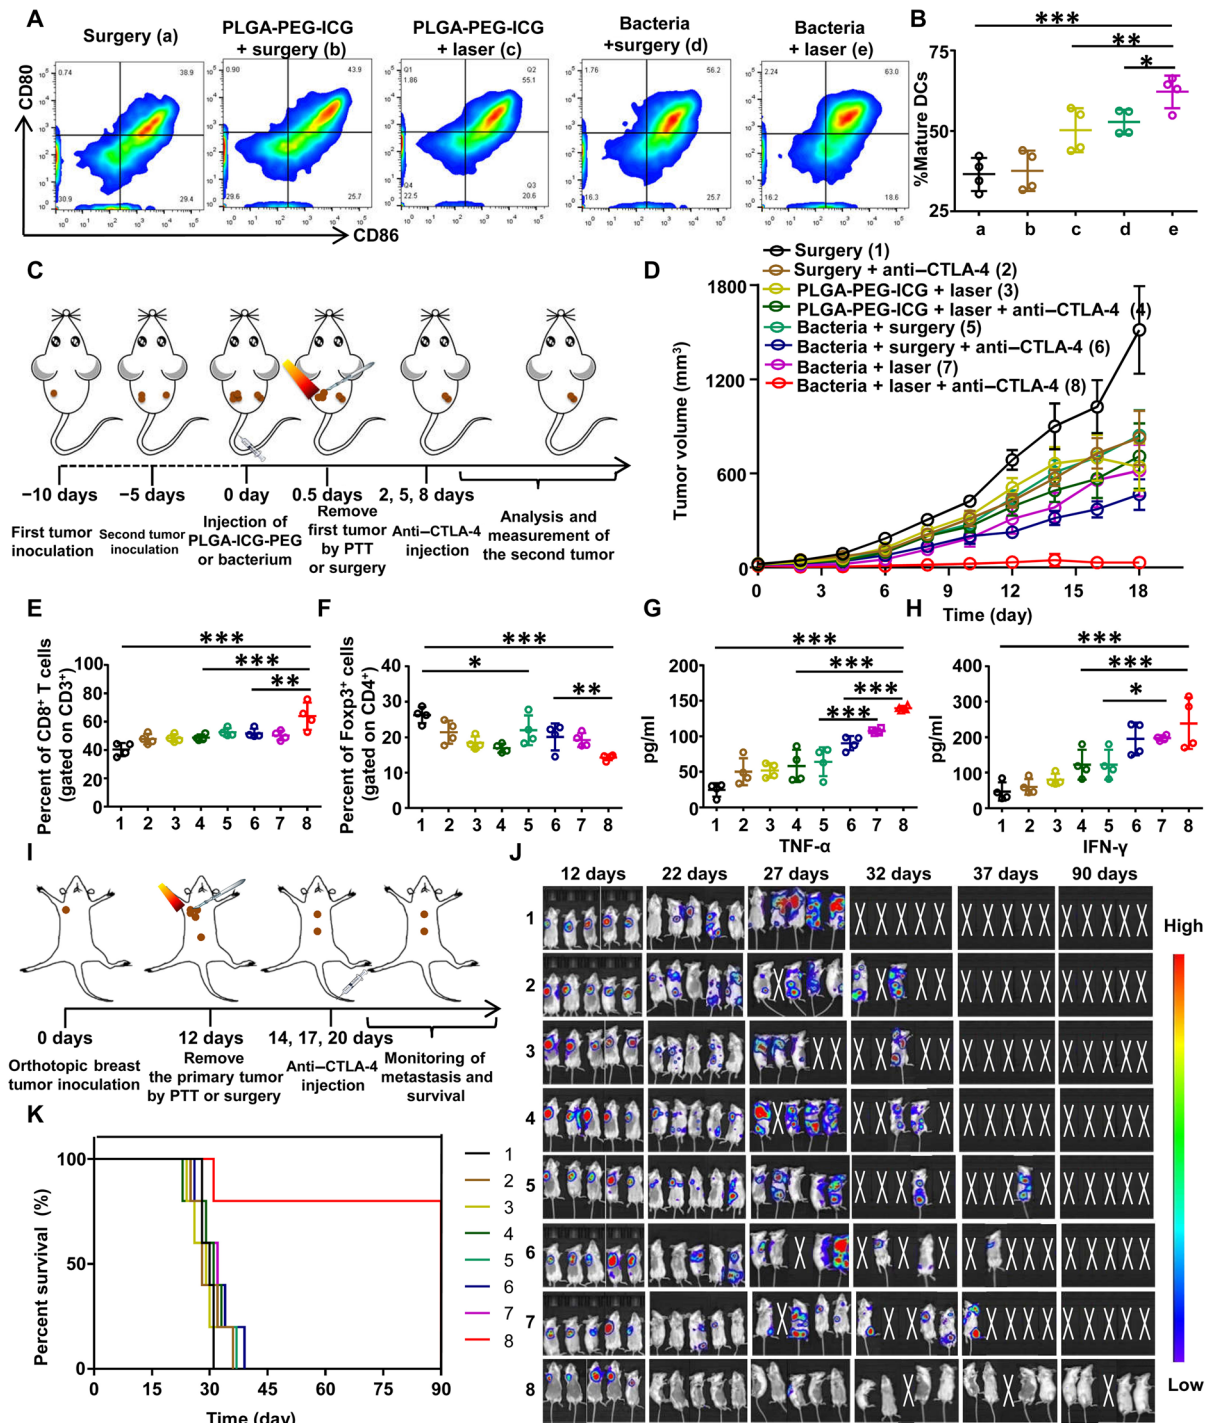 A
Surgery (a)
PLGA-PEG-ICG
+ surgery (b)
PLGA-PEG-ICG
+ laser (c)
Bacteria
+surgery (d)
Bacteria
+ laser (e)
CD80
CD86
0.74
38.9
30.9
29.4
0.90
43.9
29.6
25.7
Q1
1.86
Q2
55.1
Q4
22.5
Q3
20.6
1.76
56.2
16.3
25.7
2.24
63.0
16.2
18.6
B
***
**
*
%Mature DCs
75
50
25
a b c d e
C
−10 days
−5 days
0 day
0.5 days
2, 5, 8 days
First tumor
inoculation
Second tumor
inoculation
Injection of
PLGA-ICG-PEG
or bacterium
Remove
first tumor
by PTT
or surgery
Anti–CTLA-4
injection
Analysis and
measurement of
the second tumor
D
Surgery (1)
Surgery + anti–CTLA-4 (2)
PLGA-PEG-ICG + laser (3)
PLGA-PEG-ICG + laser + anti–CTLA-4 (4)
Bacteria + surgery (5)
Bacteria + surgery + anti–CTLA-4 (6)
Bacteria + laser (7)
Bacteria + laser + anti–CTLA-4 (8)
Tumor volume (mm³)
1800
1200
600
0
0 3 6 9 12 15 18
Time (day)
E
***
***
**
Percent of CD8⁺ T cells
(gated on CD3⁺)
100
80
60
40
20
0
1 2 3 4 5 6 7 8
F
***
*
**
Percent of Foxp3⁺ cells
(gated on CD4⁺)
40
30
20
10
0
1 2 3 4 5 6 7 8
G
***
***
***
***
pg/ml
200
150
100
50
0
1 2 3 4 5 6 7 8
TNF-α
H
***
***
*
pg/ml
400
300
200
100
0
1 2 3 4 5 6 7 8
IFN-γ
I
0 days
12 days
14, 17, 20 days
Orthotopic breast
tumor inoculation
Remove
the primary tumor
by PTT or surgery
Anti–CTLA-4
injection
Monitoring of
metastasis and
survival
J
12 days
22 days
27 days
32 days
37 days
90 days
1
2
3
4
5
6
7
8
High
Low
K
Percent survival (%)
100
50
0
0 15 30 45 60 75 90
Time (day)
1
2
3
4
5
6
7
8